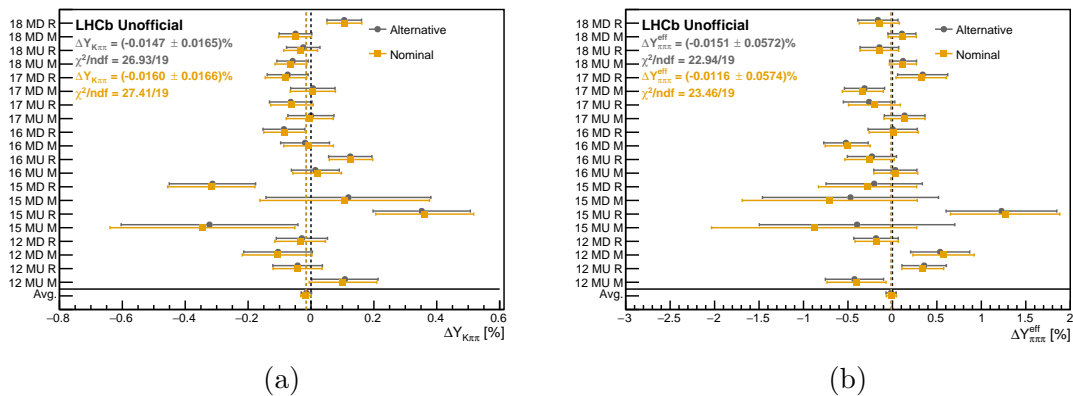 LHCb Unofficial
ΔY_Kππ = (-0.0147 ± 0.0165)%
χ²/ndf = 26.93/19
ΔY_Kππ = (-0.0160 ± 0.0166)%
χ²/ndf = 27.41/19
Alternative
Nominal
18 MD R
18 MD M
18 MU R
18 MU M
17 MD R
17 MD M
17 MU R
17 MU M
16 MD R
16 MD M
16 MU R
16 MU M
15 MD R
15 MD M
15 MU R
15 MU M
12 MD R
12 MD M
12 MU R
12 MU M
Avg.
−0.8 −0.6 −0.4 −0.2 0 0.2 0.4 0.6
ΔY_Kππ [%]
(a)
LHCb Unofficial
ΔY^eff_πππ = (-0.0151 ± 0.0572)%
χ²/ndf = 22.94/19
ΔY^eff_πππ = (-0.0116 ± 0.0574)%
χ²/ndf = 23.46/19
Alternative
Nominal
18 MD R
18 MD M
18 MU R
18 MU M
17 MD R
17 MD M
17 MU R
17 MU M
16 MD R
16 MD M
16 MU R
16 MU M
15 MD R
15 MD M
15 MU R
15 MU M
12 MD R
12 MD M
12 MU R
12 MU M
Avg.
−3 −2.5 −2 −1.5 −1 −0.5 0 0.5 1 1.5 2
ΔY^eff_πππ [%]
(b)